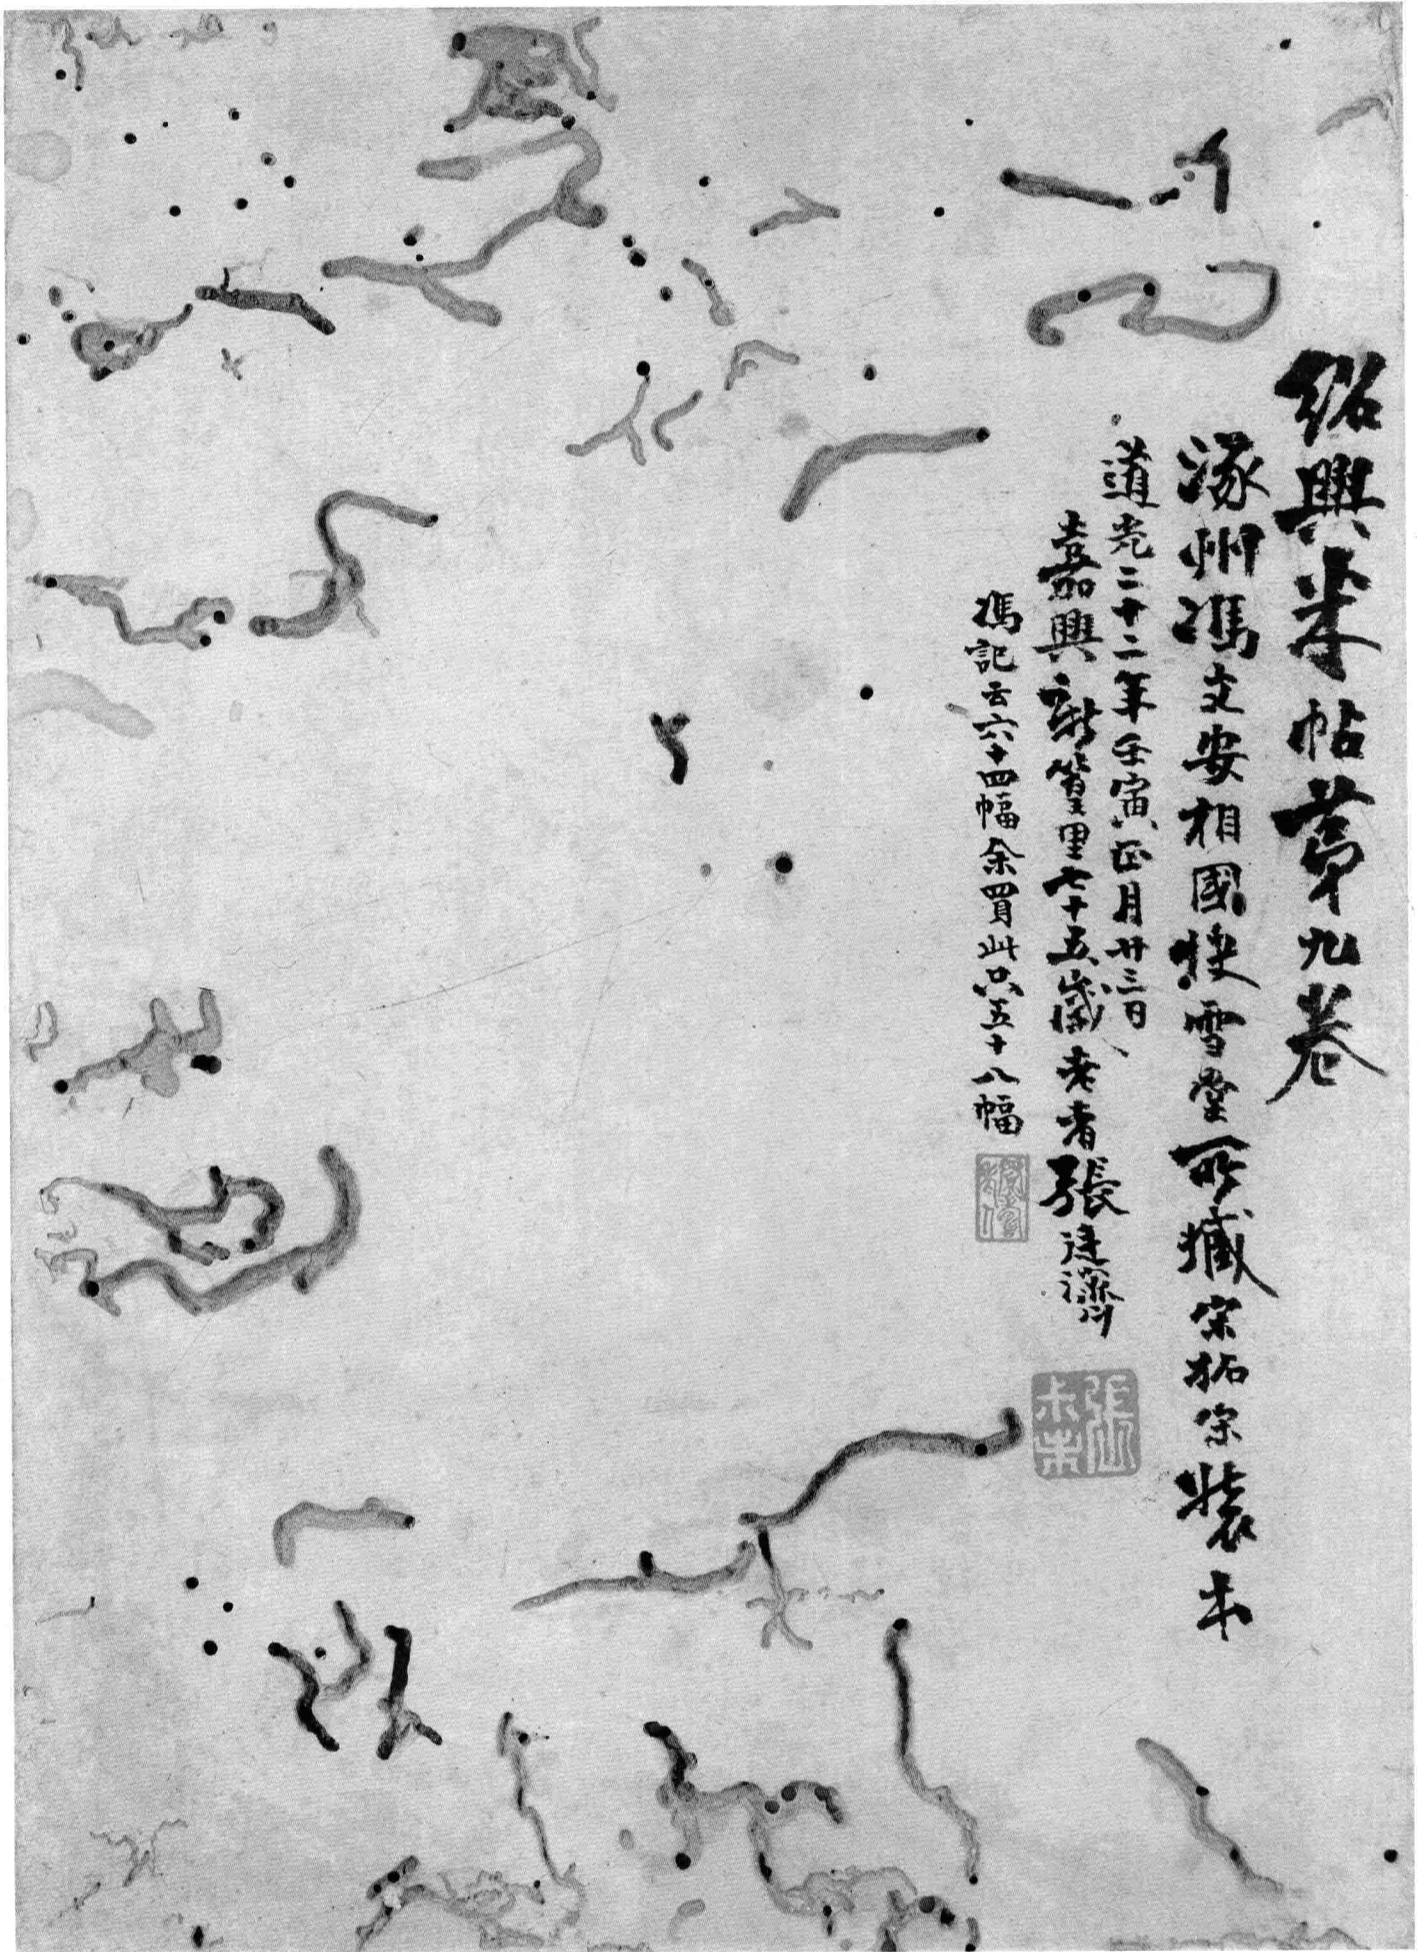 紹興米帖第九卷
涿州馮文安相國快雪堂所藏宋拓宋裝本
道光二十二年壬寅正月廿三日
嘉興新篁里七十五歲老者張廷濟
馮記云六十四幅余買此只五十八幅
張叔未